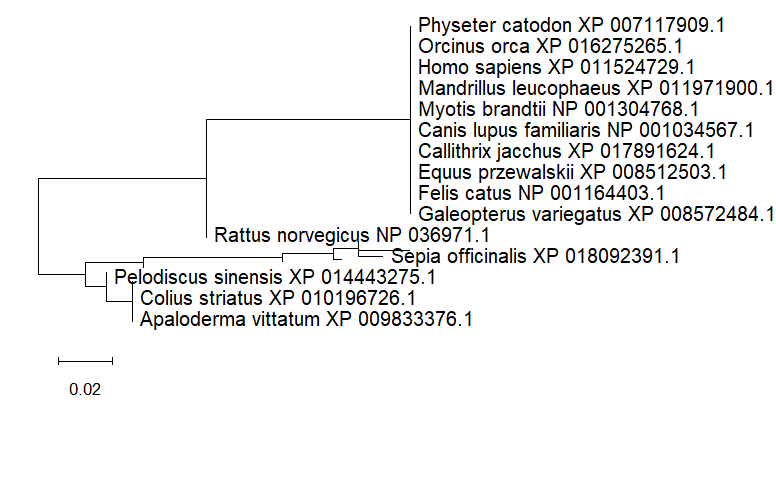 Physeter catodon XP 007117909.1
Orcinus orca XP 016275265.1
Homo sapiens XP 011524729.1
Mandrillus leucophaeus XP 011971900.1
Myotis brandtii NP 001304768.1
Canis lupus familiaris NP 001034567.1
Callithrix jacchus XP 017891624.1
Equus przewalskii XP 008512503.1
Felis catus NP 001164403.1
Galeopterus variegatus XP 008572484.1
Rattus norvegicus NP 036971.1
Sepia officinalis XP 018092391.1
Pelodiscus sinensis XP 014443275.1
Colius striatus XP 010196726.1
Apaloderma vittatum XP 009833376.1
0.02